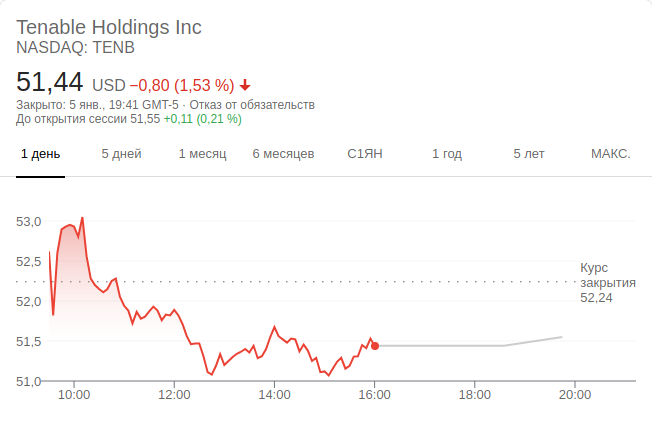 Tenable Holdings Inc
NASDAQ: TENB
51,44 USD −0,80 (1,53 %)
Закрыто: 5 янв., 19:41 GMT-5 · Отказ от обязательств
До открытия сессии 51,55 +0,11 (0,21 %)
1 день 5 дней 1 месяц 6 месяцев С1ЯН 1 год 5 лет МАКС.
53,0
52,5
Курс
закрытия
52,24
52,0
51,5
51,0
10:00 12:00 14:00 16:00 18:00 20:00